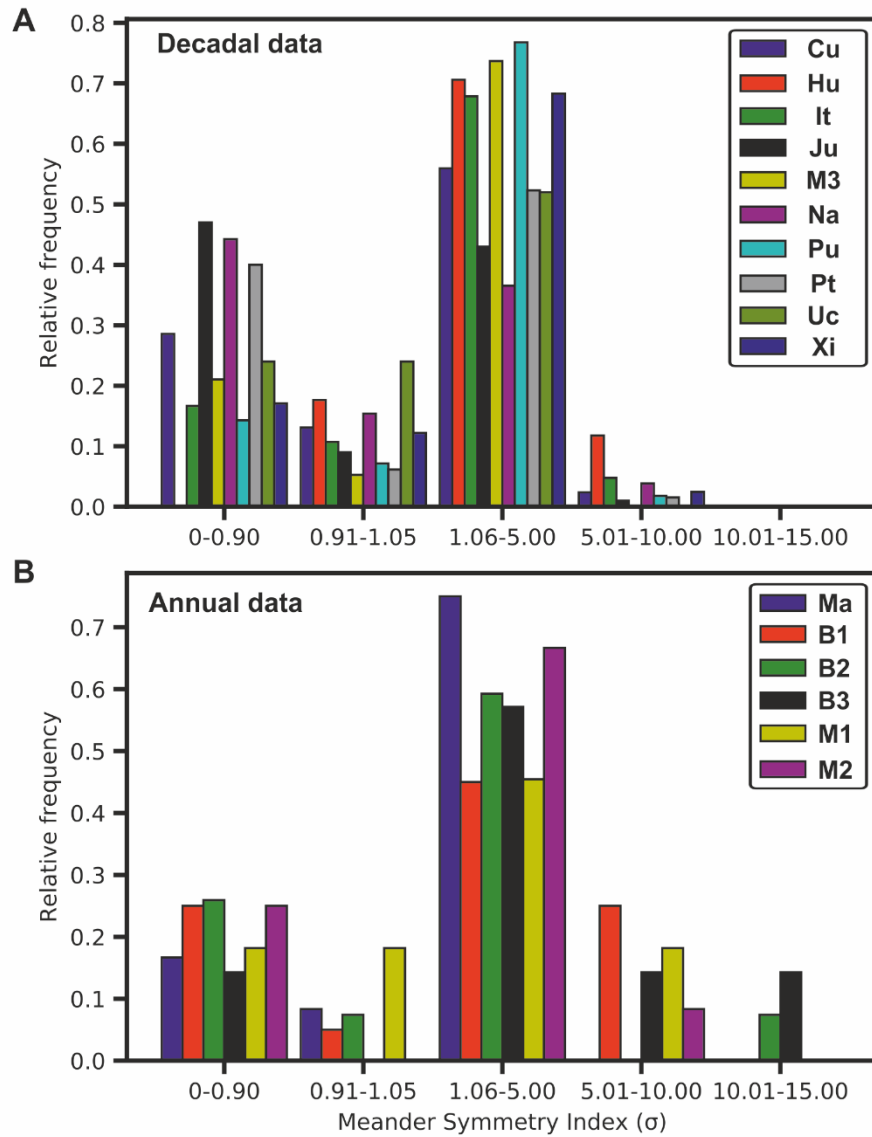 A
Decadal data
Relative frequency
0.8
0.7
0.6
0.5
0.4
0.3
0.2
0.1
0.0
0-0.90 0.91-1.05 1.06-5.00 5.01-10.00 10.01-15.00
Cu
Hu
It
Ju
M3
Na
Pu
Pt
Uc
Xi
B
Annual data
Relative frequency
0.7
0.6
0.5
0.4
0.3
0.2
0.1
0.0
0-0.90 0.91-1.05 1.06-5.00 5.01-10.00 10.01-15.00
Meander Symmetry Index (σ)
Ma
B1
B2
B3
M1
M2